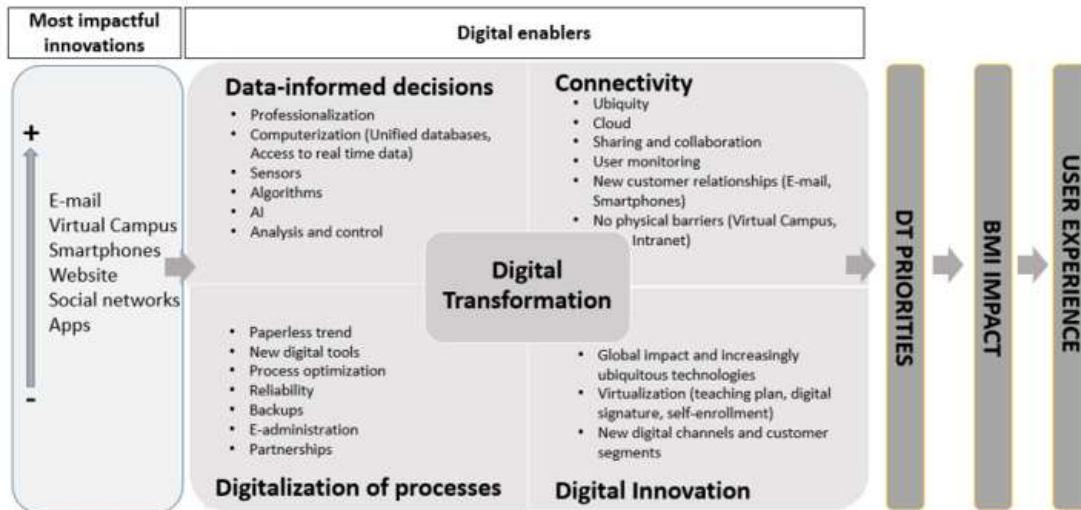 Most impactful
innovations
Digital enablers
+
E-mail
Virtual Campus
Smartphones
Website
Social networks
Apps
-
Data-informed decisions
• Professionalization
• Computerization (Unified databases,
Access to real time data)
• Sensors
• Algorithms
• AI
• Analysis and control
Connectivity
• Ubiquity
• Cloud
• Sharing and collaboration
• User monitoring
• New customer relationships (E-mail,
Smartphones)
• No physical barriers (Virtual Campus,
Intranet)
Digital
Transformation
• Paperless trend
• New digital tools
• Process optimization
• Reliability
• Backups
• E-administration
• Partnerships
Digitalization of processes
• Global impact and increasingly
ubiquitous technologies
• Virtualization (teaching plan, digital
signature, self-enrollment)
• New digital channels and customer
segments
Digital Innovation
DT PRIORITIES
BMI IMPACT
USER EXPERIENCE